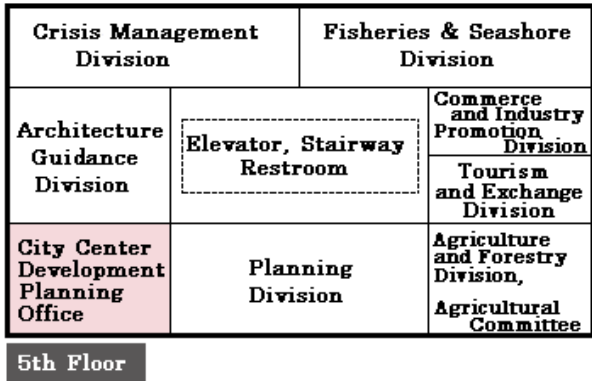 Crisis Management
Division
Fisheries & Seashore
Division
Architecture
Guidance
Division
Elevator, Stairway
Restroom
Commerce
and Industry
Promotion
Division
Tourism
and Exchange
Division
City Center
Development
Planning
Office
Planning
Division
Agriculture
and Forestry
Division,
Agricultural
Committee
5th Floor